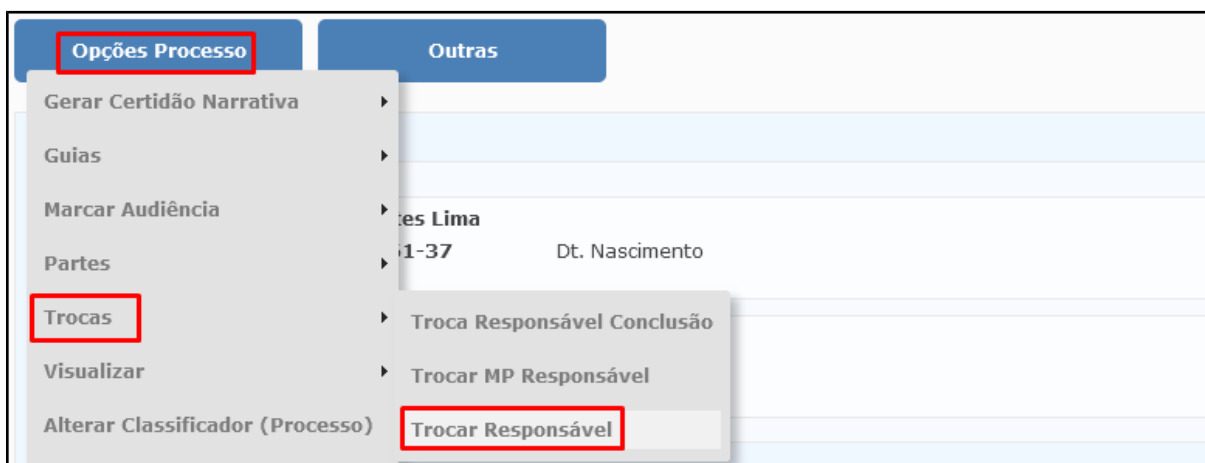 Opções Processo
Outras
Gerar Certidão Narrativa
Guias
Marcar Audiência
Lima
1-37
Dt. Nascimento
Partes
Trocas
Troca Responsável Conclusão
Visualizar
Trocar MP Responsável
Alterar Classificador (Processo)
Trocar Responsável